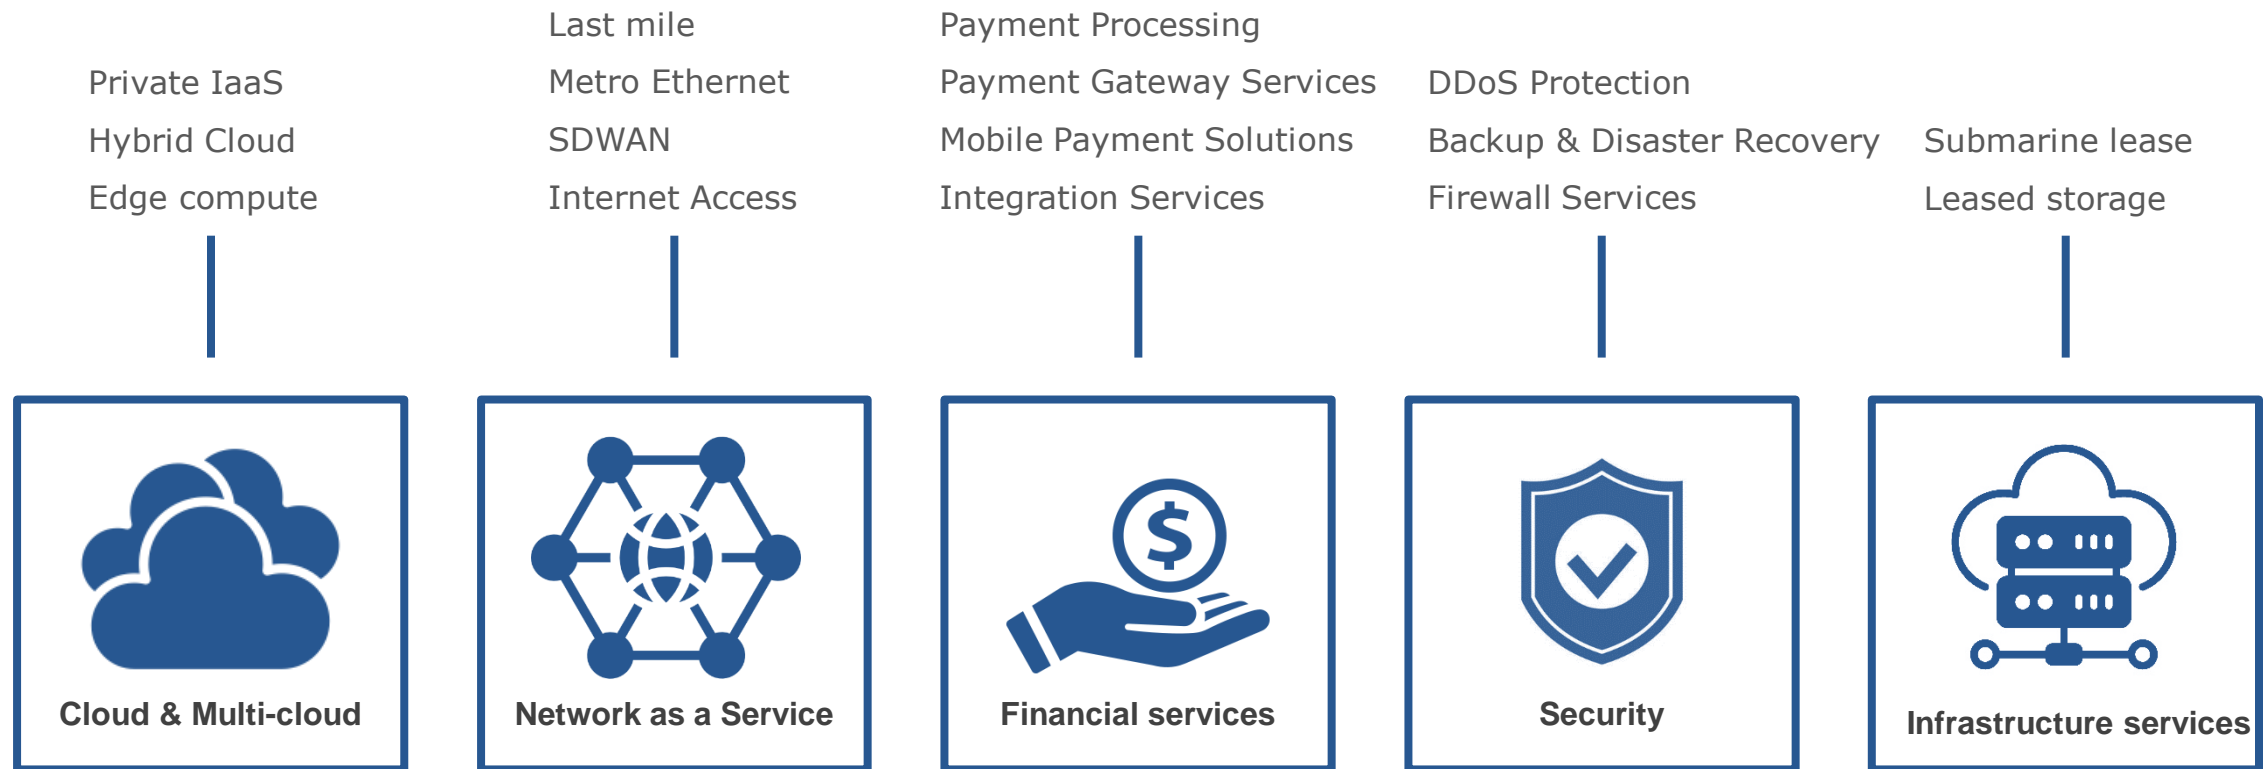 Private IaaS
Hybrid Cloud
Edge compute
Cloud & Multi-cloud
Last mile
Metro Ethernet
SDWAN
Internet Access
Network as a Service
Payment Processing
Payment Gateway Services
Mobile Payment Solutions
Integration Services
$
Financial services
DDoS Protection
Backup & Disaster Recovery
Firewall Services
Security
Submarine lease
Leased storage
Infrastructure services